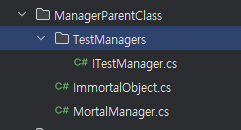 ManagerParentClass
TestManagers
C# ITestManager.cs
C# ImmortalObject.cs
C# MortalManager.cs